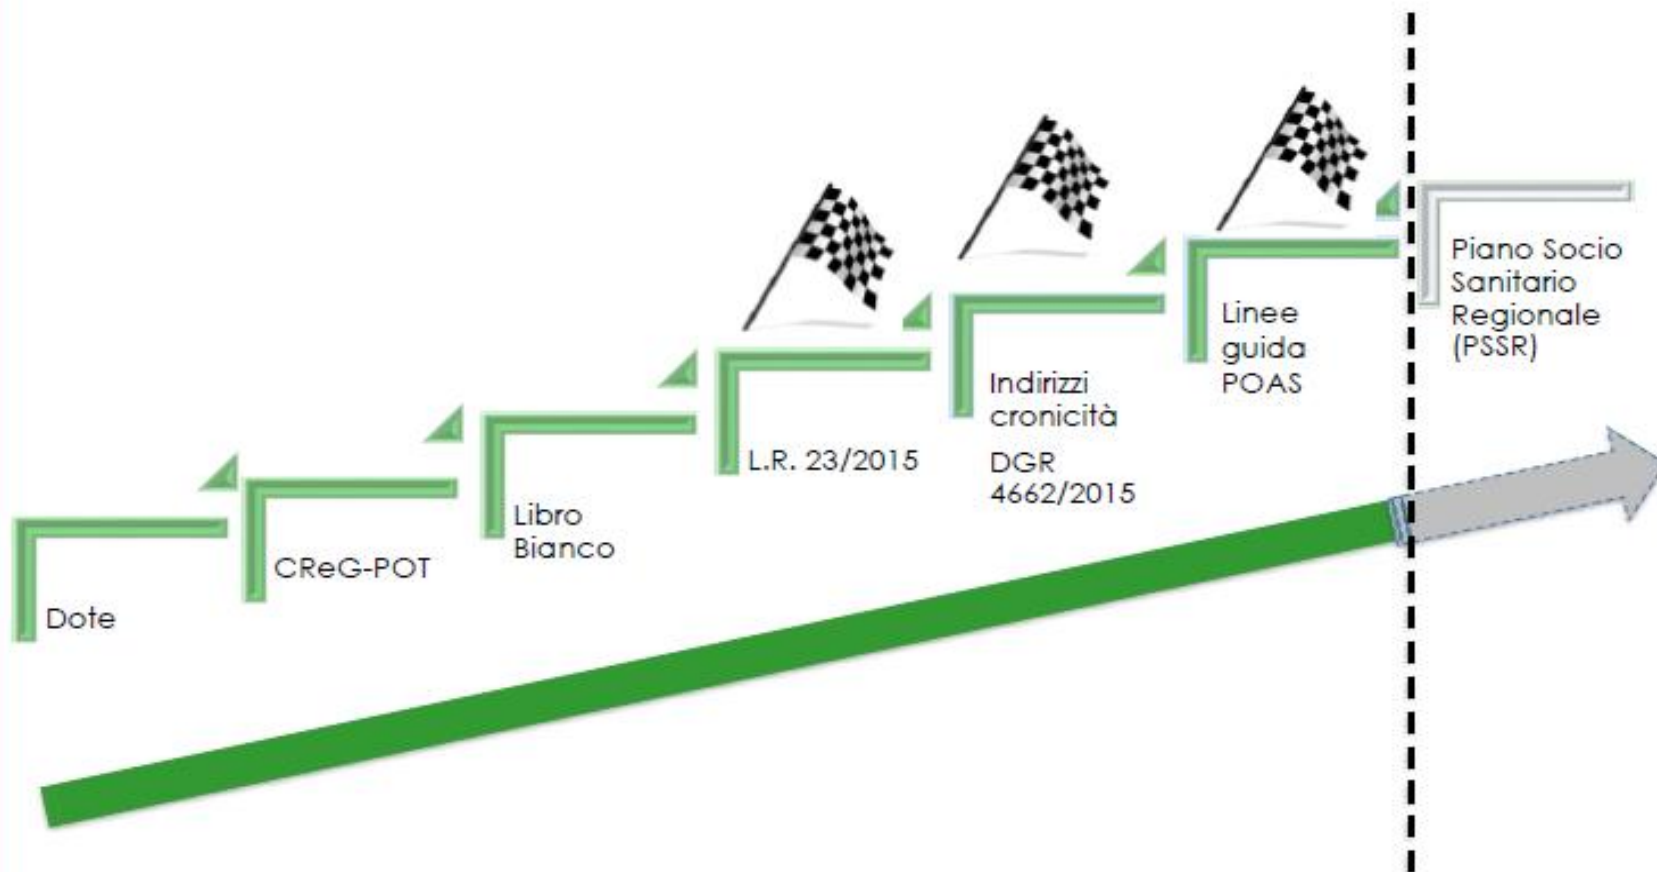 Dote
CReG-POT
Libro
Bianco
L.R. 23/2015
Indirizzi
cronicità
DGR
4662/2015
Linee
guida
POAS
Piano Socio
Sanitario
Regionale
(PSSR)